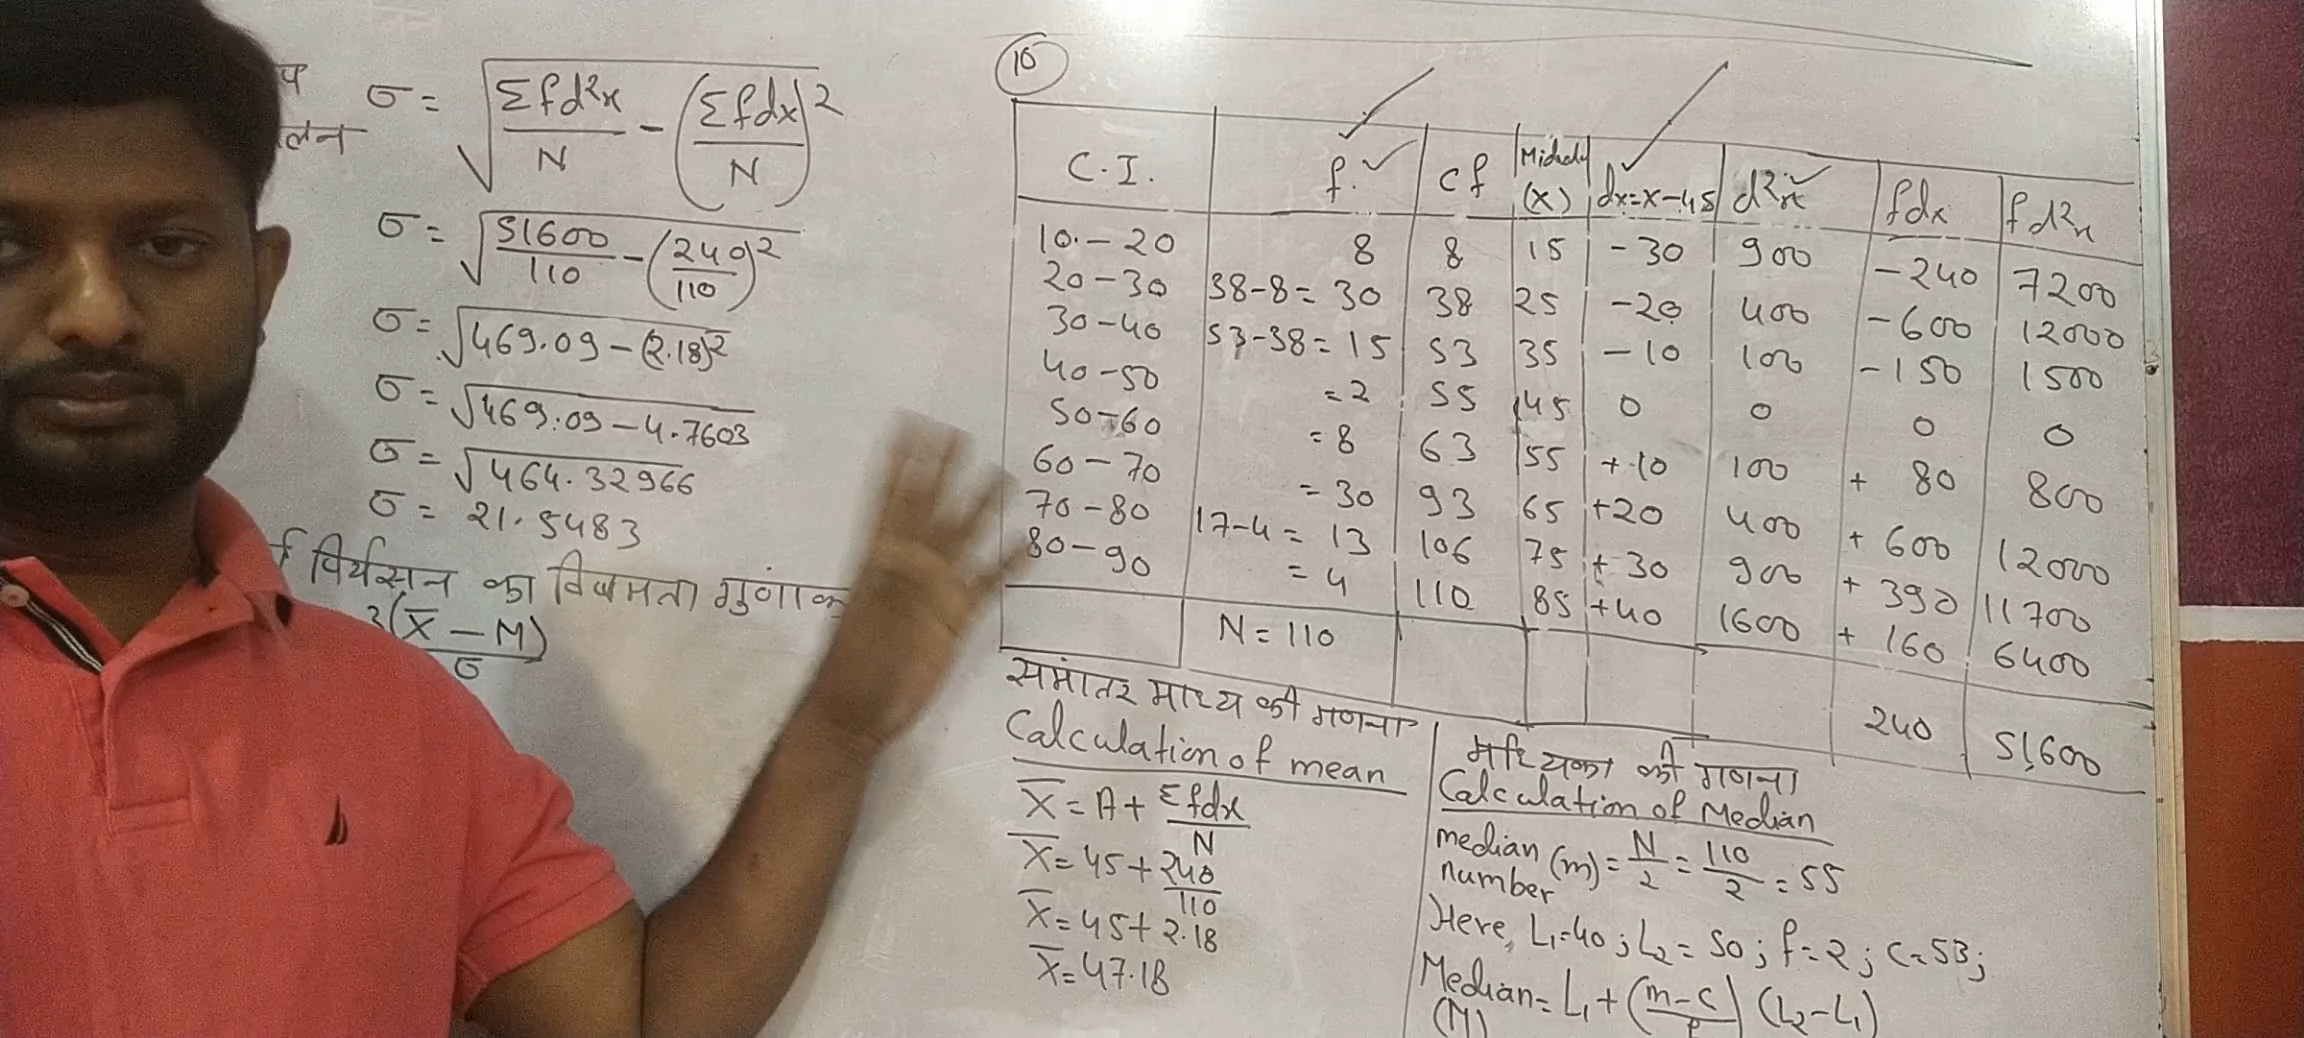 σ = √(Σfd²x/N − (Σfdx/N)²)
σ = √(51600/110 − (240/110)²)
σ = √(469.09 − (2.18)²)
σ = √(469.09 − 4.7603)
σ = √464.32966
σ = 21.5483
का विषमता गुणांक
3(X̄ − M)/σ
10
C.I. f. cf (x) dx=x−45 d²x fdx fd²x
10 − 20 8 8 15 −30 900 −240 7200
20 − 30 38−8 = 30 38 25 −20 400 −600 12000
30 − 40 53−38 = 15 53 35 −10 100 −150 1500
40 − 50 = 2 55 45 0 0 0 0
50 − 60 = 8 63 55 +10 100 + 80 800
60 − 70 = 30 93 65 +20 400 + 600 12000
70 − 80 17−4 = 13 106 75 +30 900 + 390 11700
80 − 90 = 4 110 85 +40 1600 + 160 6400
N = 110 240 51,600
समांतर माध्य की गणना
Calculation of mean
X̄ = A + Σfdx/N
X̄ = 45 + 240/110
X̄ = 45 + 2.18
X̄ = 47.18
की गणना
Calculation of Median
median number (m) = N/2 = 110/2 = 55
Here, L₁=40 ; L₂ = 50 ; f = 2 ; C = 53 ;
Median (M) = L₁ + (m−c/f) (L₂−L₁)